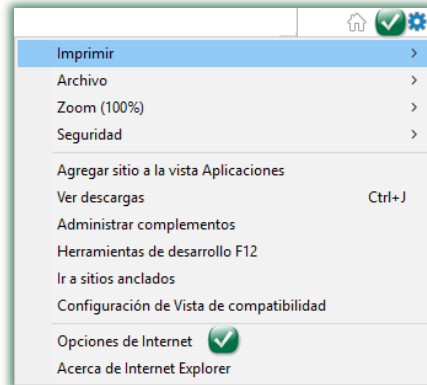 Imprimir
Archivo
Zoom (100%)
Seguridad
Agregar sitio a la vista Aplicaciones
Ver descargas Ctrl+J
Administrar complementos
Herramientas de desarrollo F12
Ir a sitios anclados
Configuración de Vista de compatibilidad
Opciones de Internet
Acerca de Internet Explorer